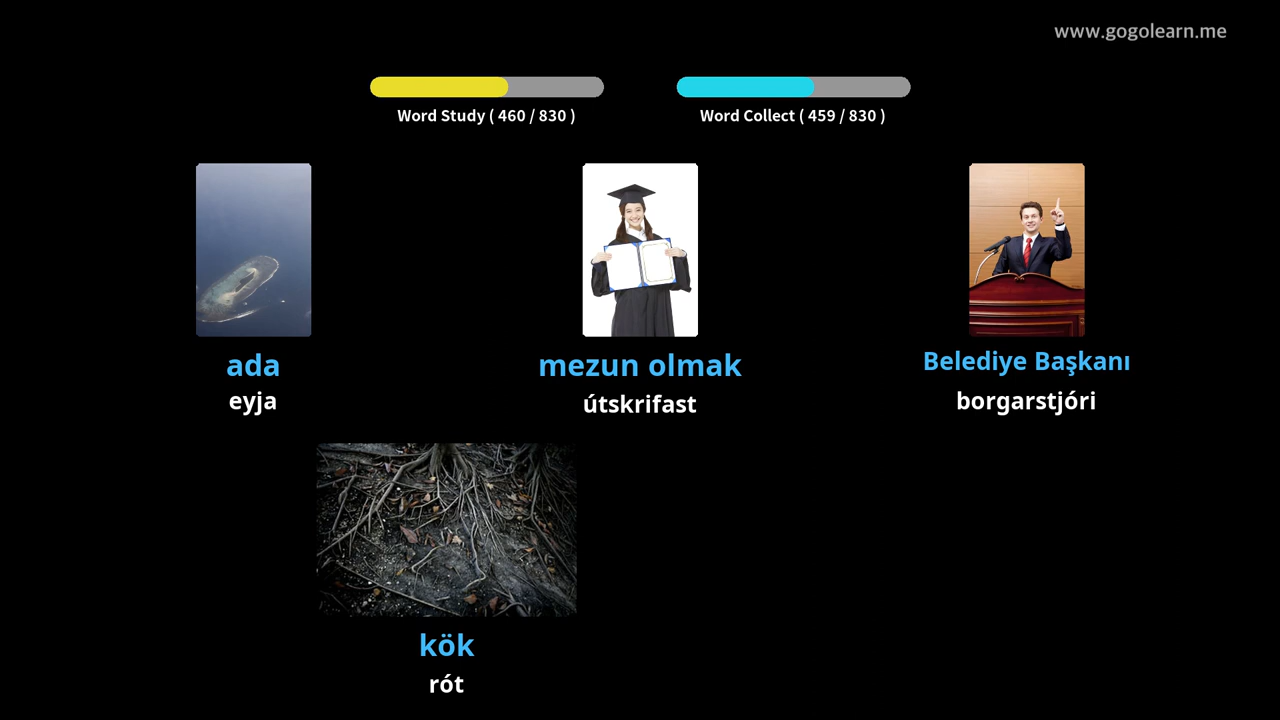 www.gogolearn.me
Word Study ( 460 / 830 )
Word Collect ( 459 / 830 )
ada
eyja
mezun olmak
útskrifast
Belediye Başkanı
borgarstjóri
kök
rót